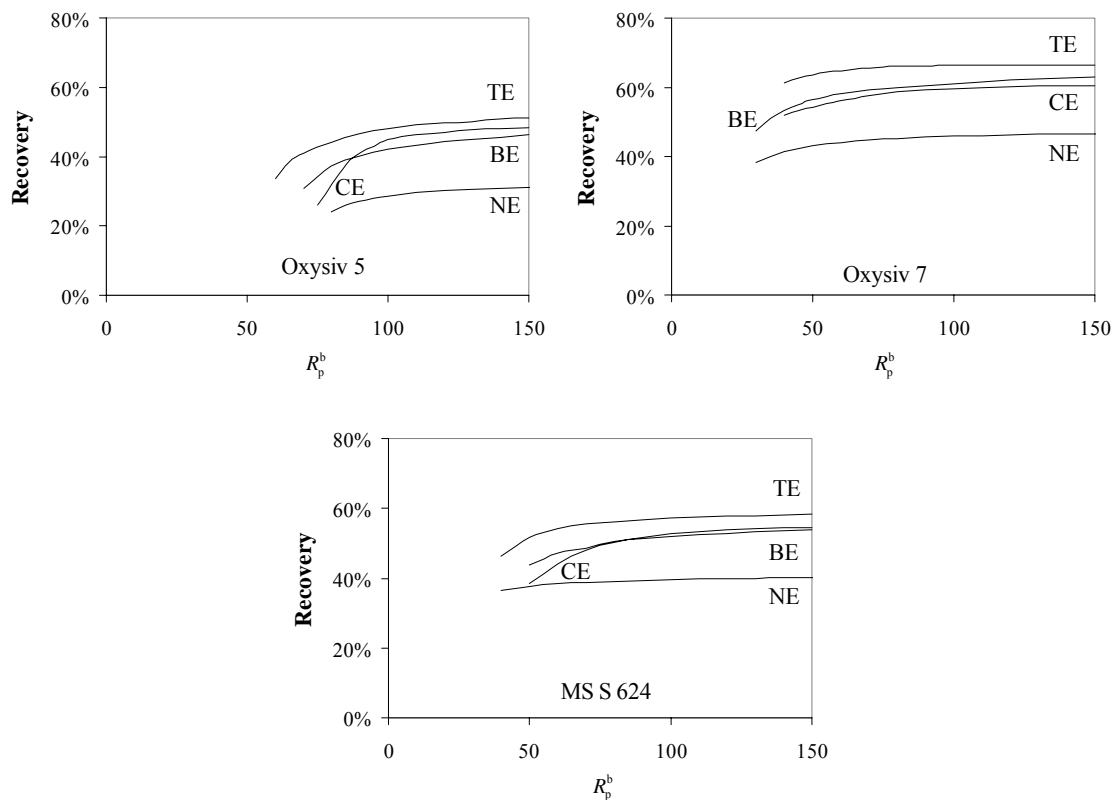 80%
60%
40%
20%
0%
Recovery
TE
BE
CE
NE
Oxysiv 5
0 50 100 150
R_p^b
80%
60%
40%
20%
0%
Recovery
TE
BE
CE
NE
Oxysiv 7
0 50 100 150
R_p^b
80%
60%
40%
20%
0%
Recovery
TE
BE
CE
NE
MS S 624
0 50 100 150
R_p^b